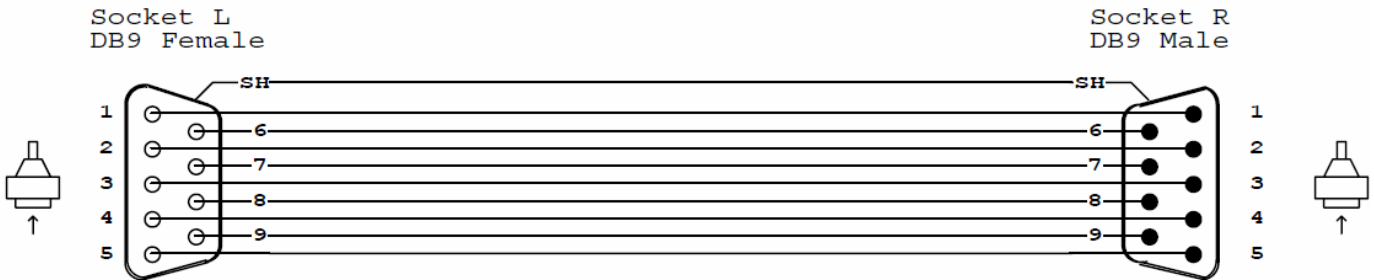 Socket L
DB9 Female
Socket R
DB9 Male
SH SH
1 1
6 6
2 2
7 7
3 3
8 8
4 4
9 9
5 5